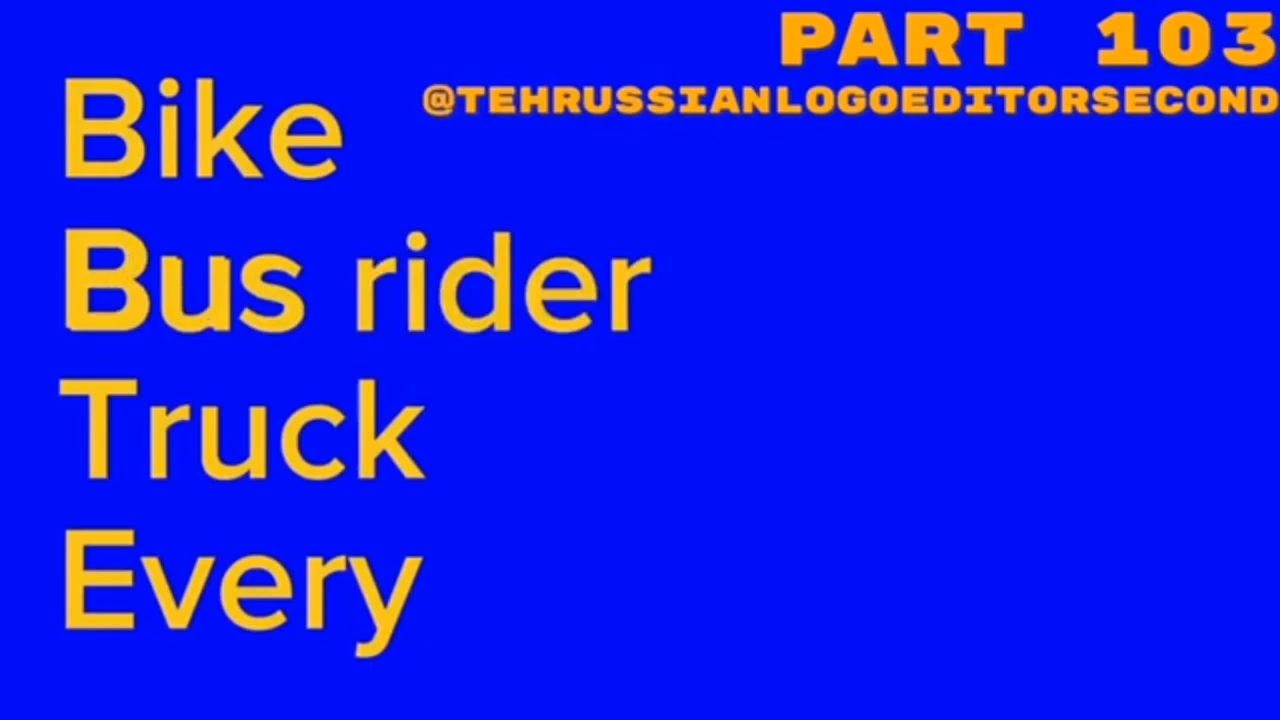 PART 103
@TEHRUSSIANLOGOEDITORSECOND
Bike
Bus rider
Truck
Every